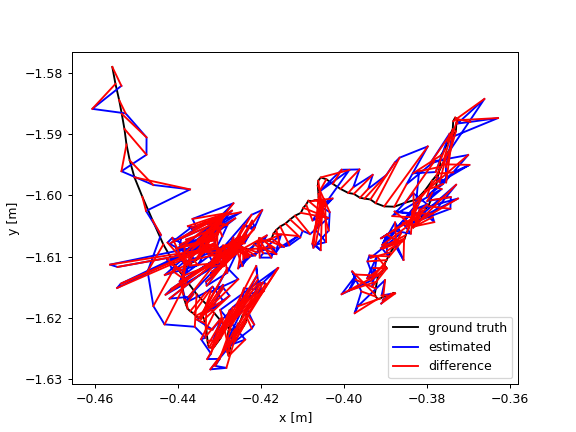 −1.58
−1.59
−1.60
−1.61
−1.62
−1.63
y [m]
−0.46
−0.44
−0.42
−0.40
−0.38
−0.36
x [m]
ground truth
estimated
difference